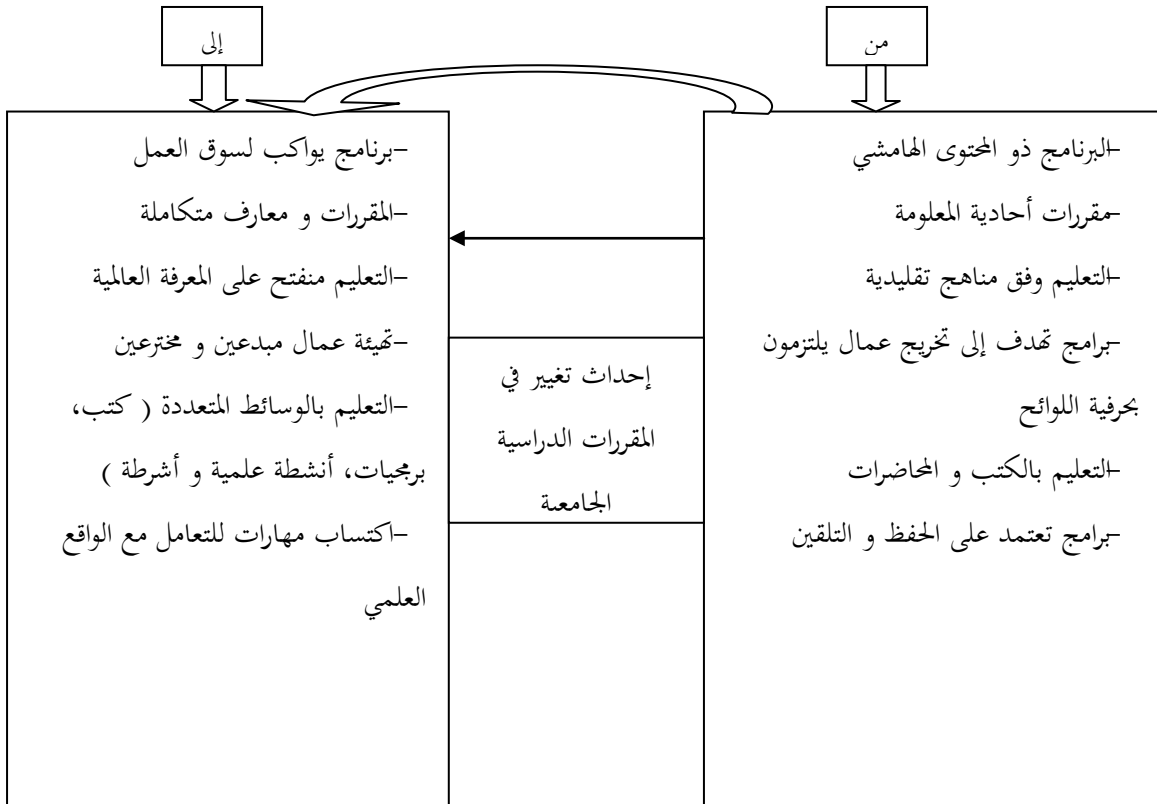 من
إلى
-البرنامج ذو المحتوى الهامشي
-مقررات أحادية المعلومة
-التعليم وفق مناهج تقليدية
-برامج تهدف إلى تخريج عمال يلتزمون
بحرفية اللوائح
-التعليم بالكتب و المحاضرات
-برامج تعتمد على الحفظ و التلقين
إحداث تغيير في
المقررات الدراسية
الجامعية
-برنامج يواكب لسوق العمل
-المقررات و معارف متكاملة
-التعليم منفتح على المعرفة العالمية
-تهيئة عمال مبدعين و مخترعين
-التعليم بالوسائط المتعددة ( كتب،
برمجيات، أنشطة علمية و أشرطة )
-اكتساب مهارات للتعامل مع الواقع
العلمي